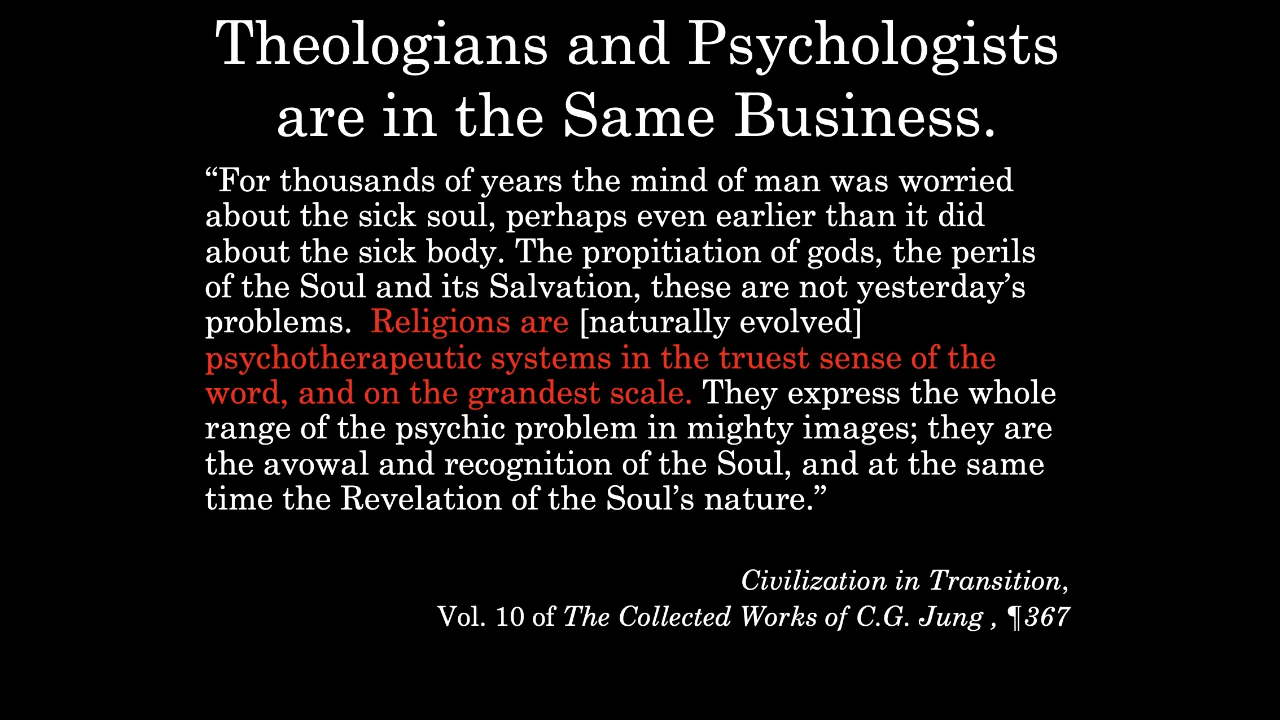 Theologians and Psychologists
are in the Same Business.
“For thousands of years the mind of man was worried
about the sick soul, perhaps even earlier than it did
about the sick body. The propitiation of gods, the perils
of the Soul and its Salvation, these are not yesterday’s
problems.  Religions are [naturally evolved]
psychotherapeutic systems in the truest sense of the
word, and on the grandest scale. They express the whole
range of the psychic problem in mighty images; they are
the avowal and recognition of the Soul, and at the same
time the Revelation of the Soul’s nature.”
Civilization in Transition,
Vol. 10 of The Collected Works of C.G. Jung , ¶367